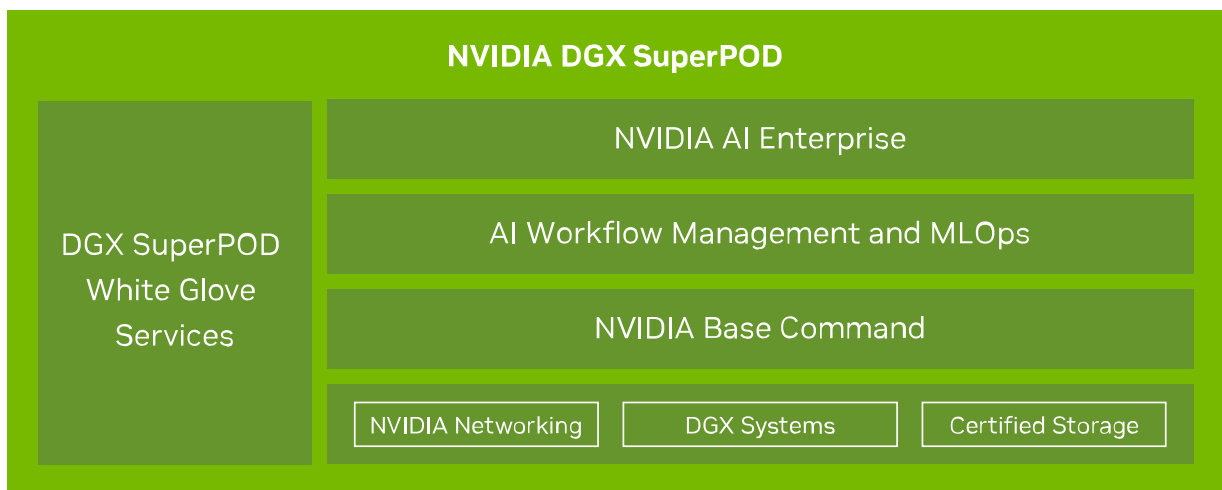 NVIDIA DGX SuperPOD
DGX SuperPOD
White Glove
Services
NVIDIA AI Enterprise
AI Workflow Management and MLOps
NVIDIA Base Command
NVIDIA Networking
DGX Systems
Certified Storage